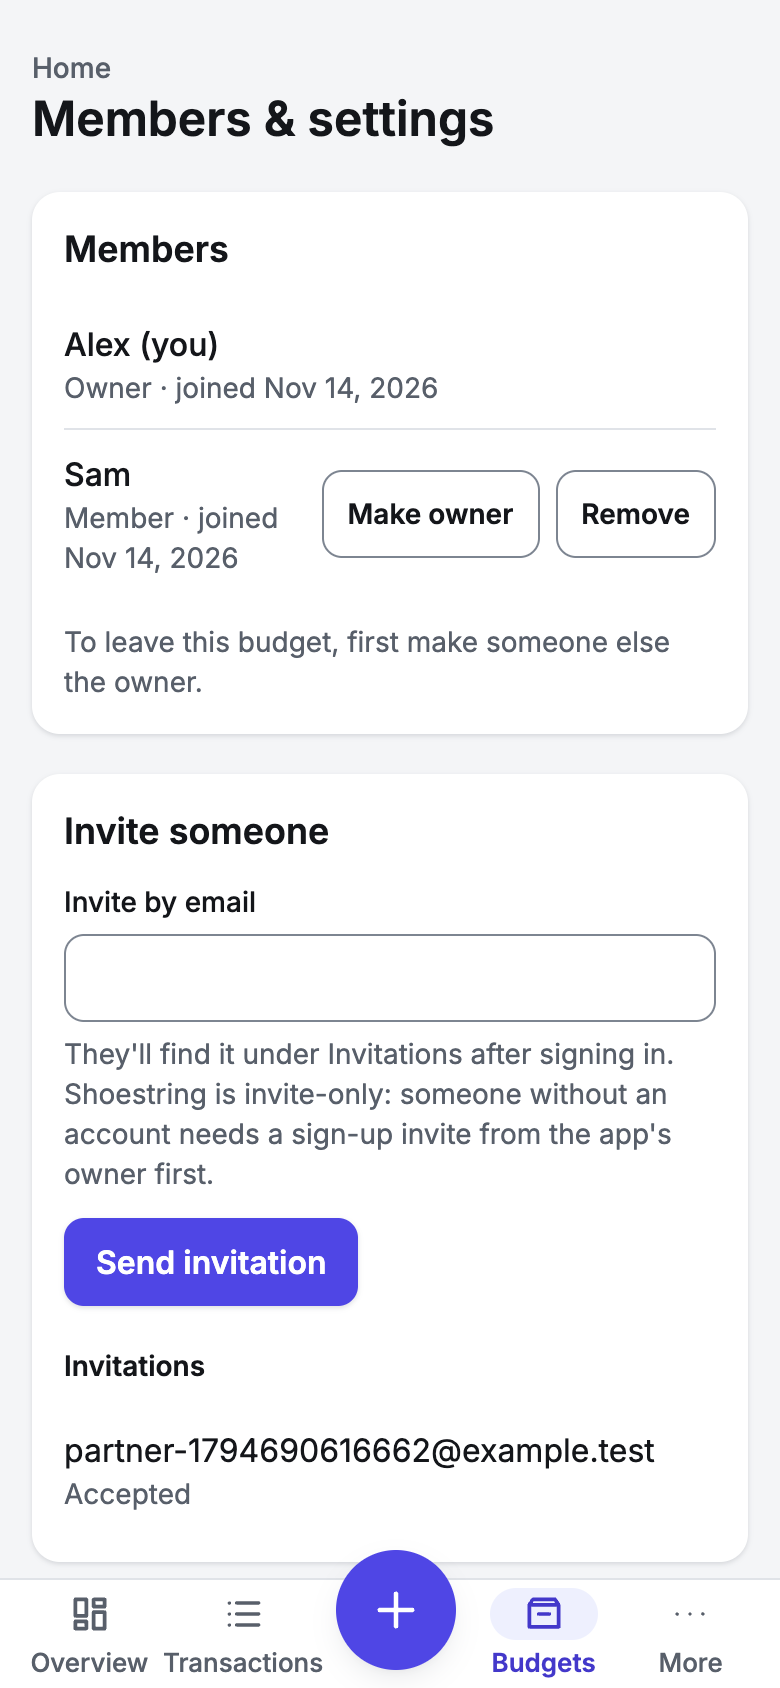 Home
Members & settings
Members
Alex (you)
Owner · joined Nov 14, 2026
Sam
Member · joined
Nov 14, 2026
Make owner
Remove
To leave this budget, first make someone else
the owner.
Invite someone
Invite by email
They'll find it under Invitations after signing in.
Shoestring is invite-only: someone without an
account needs a sign-up invite from the app's
owner first.
Send invitation
Invitations
partner-1794690616662@example.test
Accepted
Overview
Transactions
Budgets
More